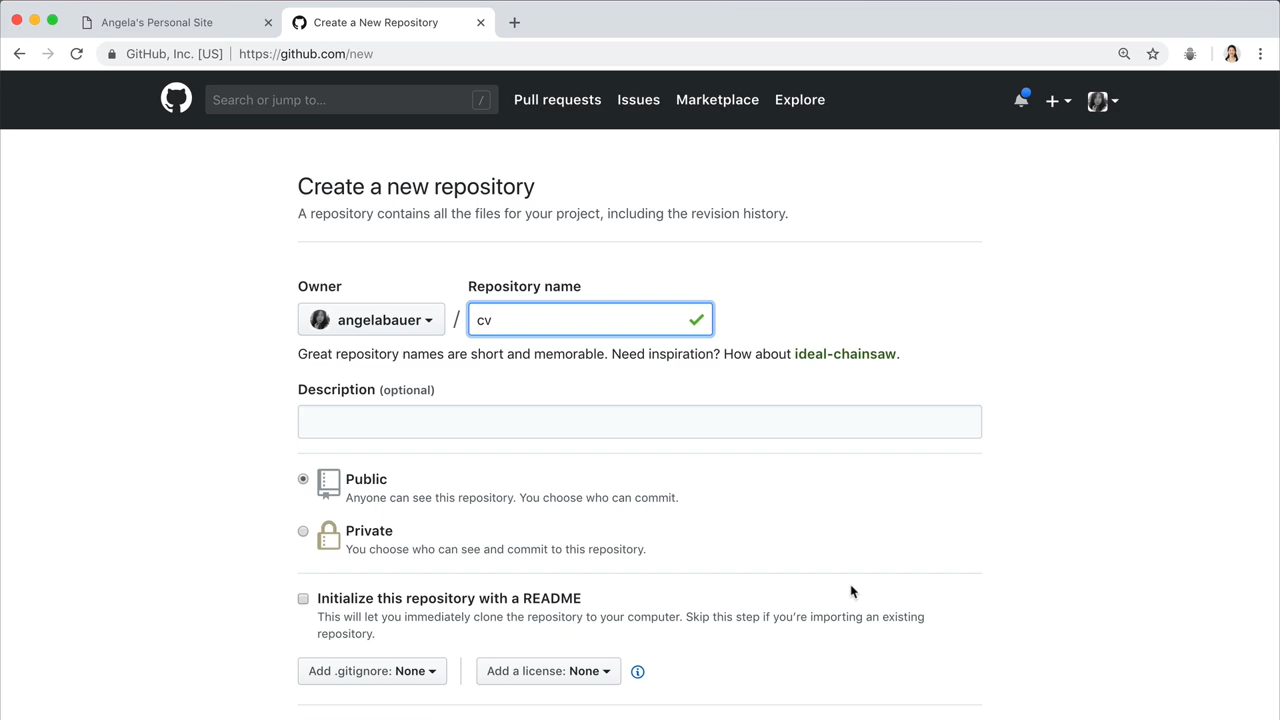 Angela's Personal Site
Create a New Repository
GitHub, Inc. [US] | https://github.com/new
Search or jump to... /
Pull requests Issues Marketplace Explore
Create a new repository
A repository contains all the files for your project, including the revision history.
Owner Repository name
angelabauer / cv
Great repository names are short and memorable. Need inspiration? How about ideal-chainsaw.
Description (optional)
Public
Anyone can see this repository. You choose who can commit.
Private
You choose who can see and commit to this repository.
Initialize this repository with a README
This will let you immediately clone the repository to your computer. Skip this step if you're importing an existing
repository.
Add .gitignore: None Add a license: None